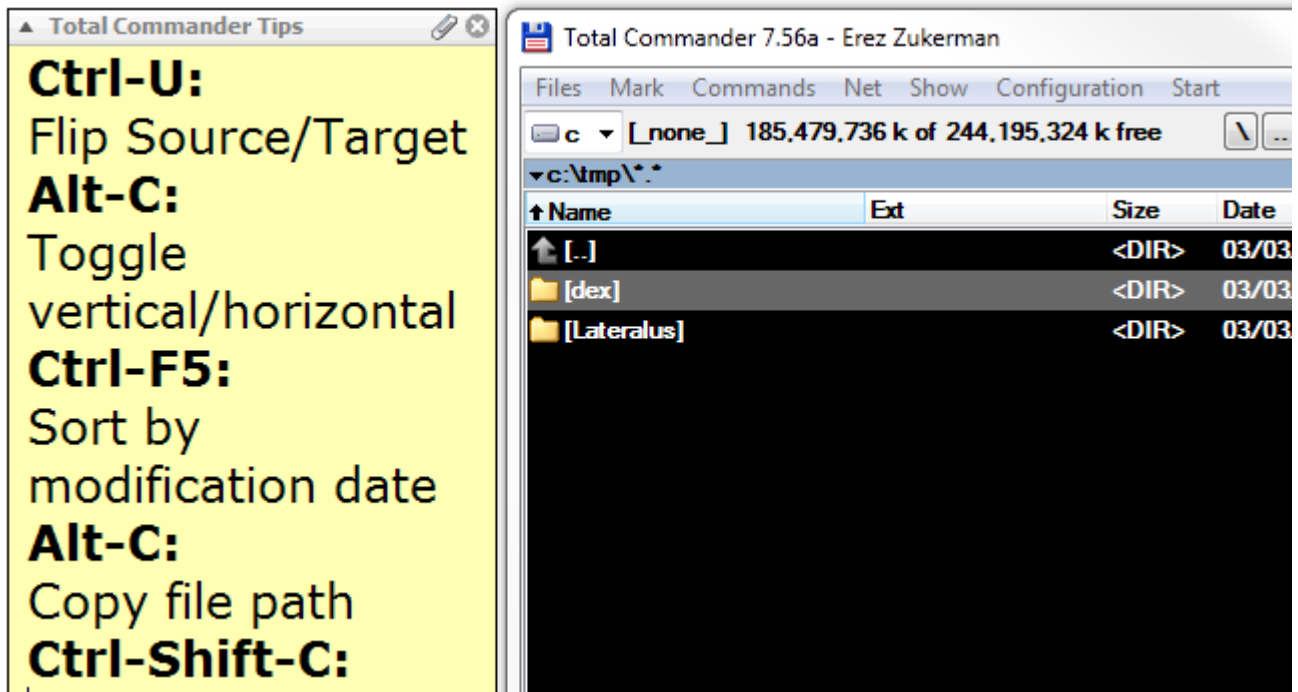 Total Commander Tips
Ctrl-U:
Flip Source/Target
Alt-C:
Toggle
vertical/horizontal
Ctrl-F5:
Sort by
modification date
Alt-C:
Copy file path
Ctrl-Shift-C:
Total Commander 7.56a - Erez Zukerman
Files Mark Commands Net Show Configuration Start
c [_none_] 185,479,736 k of 244,195,324 k free \ ..
c:\tmp\*.*
Name Ext Size Date
[..] <DIR> 03/03
[dex] <DIR> 03/03
[Lateralus] <DIR> 03/03